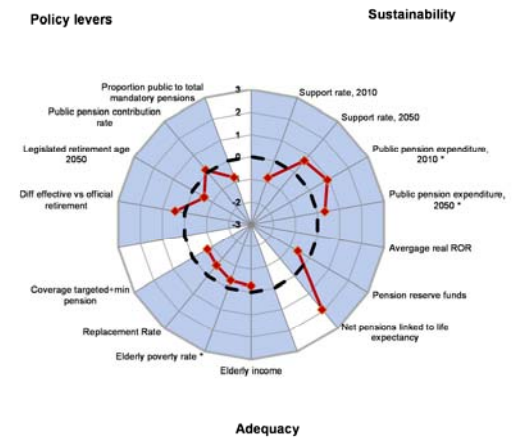 Policy levers
Sustainability
Proportion public to total
mandatory pensions
Public pension contribution
rate
Legislated retirement age
2050
Diff effective vs official
retirement
Coverage targeted+min
pension
Replacement Rate
Elderly poverty rate *
Elderly income
Support rate, 2010
Support rate, 2050
Public pension expenditure,
2010 *
Public pension expenditure,
2050 *
Avergage real ROR
Pension reserve funds
Net pensions linked to life
expectancy
3
2
1
0
-2
-3
Adequacy